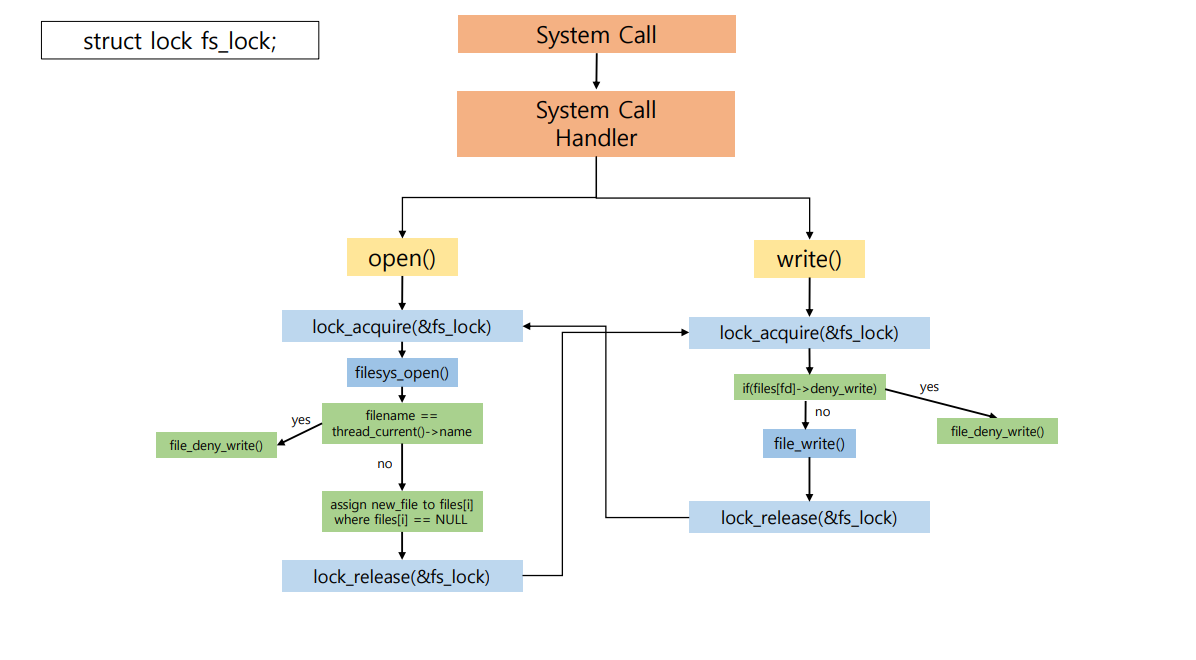 struct lock fs_lock;
System Call
System Call
Handler
open()
write()
lock_acquire(&fs_lock)
lock_acquire(&fs_lock)
filesys_open()
if(files[fd]->deny_write)
yes
no
filename ==
thread_current()->name
yes
file_deny_write()
file_deny_write()
file_write()
no
assign new_file to files[i]
where files[i] == NULL
lock_release(&fs_lock)
lock_release(&fs_lock)